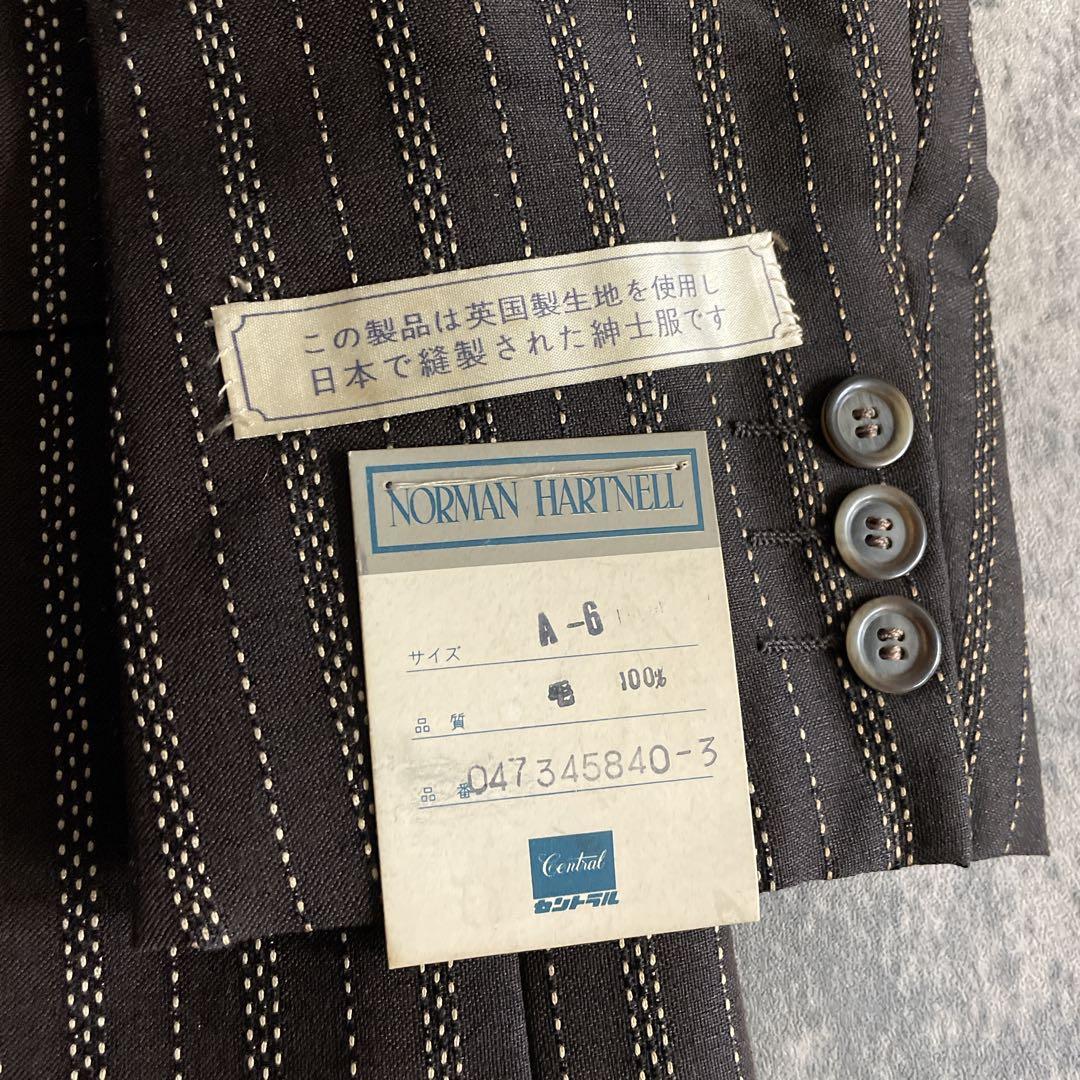 この製品は英国製生地を使用し
日本で縫製された紳士服です
NORMAN HARTNELL
サイズ A-6
品質 毛 100%
品番 047345840-3
Central
セントラル